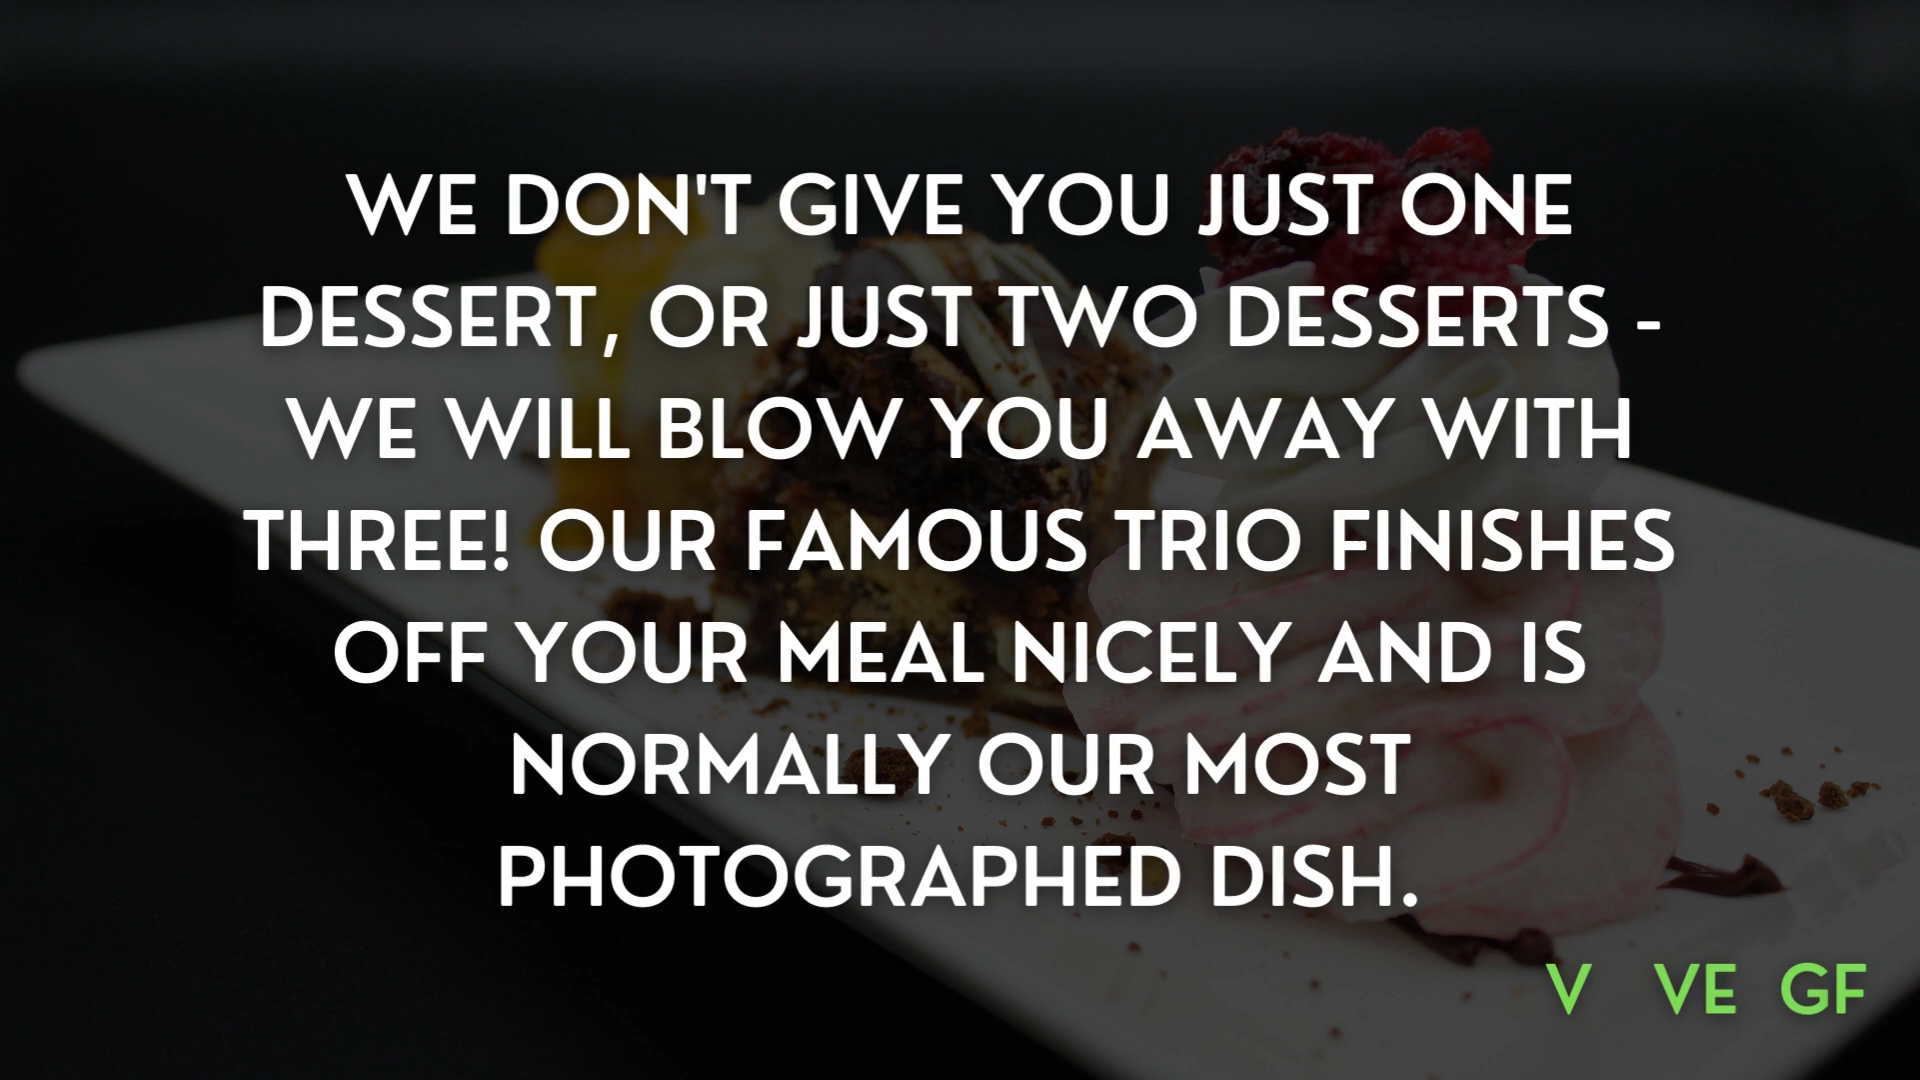 WE DON'T GIVE YOU JUST ONE
DESSERT, OR JUST TWO DESSERTS -
WE WILL BLOW YOU AWAY WITH
THREE! OUR FAMOUS TRIO FINISHES
OFF YOUR MEAL NICELY AND IS
NORMALLY OUR MOST
PHOTOGRAPHED DISH.
V VE GF